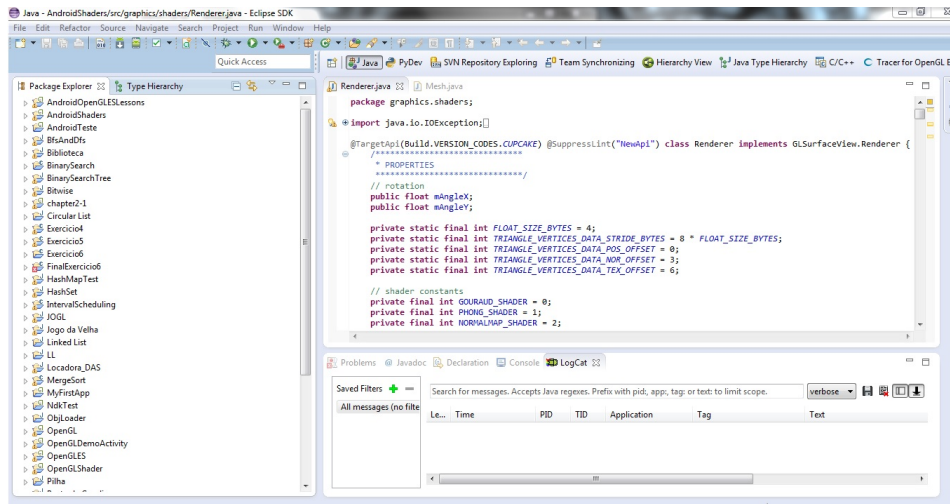 Java - AndroidShaders/src/graphics/shaders/Renderer.java - Eclipse SDK
File Edit Refactor Source Navigate Search Project Run Window Help
Quick Access
Java PyDev SVN Repository Exploring Team Synchronizing Hierarchy View Java Type Hierarchy C/C++ Tracer for OpenGL E
Package Explorer Type Hierarchy
AndroidOpenGLESLessons
AndroidShaders
AndroidTeste
BfsAndDfs
Biblioteca
BinarySearch
BinarySearchTree
Bitwise
chapter2-1
Circular List
Exercicio4
Exercicio5
Exercicio6
FinalExercicio6
HashMapTest
HashSet
IntervalScheduling
JOGL
Jogo da Velha
Linked List
LL
Locadora_DAS
MergeSort
MyFirstApp
NdkTest
ObjLoader
OpenGL
OpenGLDemoActivity
OpenGLES
OpenGLShader
Pilha
Renderer.java Mesh.java
package graphics.shaders;
import java.io.IOException;
@TargetApi(Build.VERSION_CODES.CUPCAKE) @SuppressLint("NewApi") class Renderer implements GLSurfaceView.Renderer {
/******************************
* PROPERTIES
******************************/
// rotation
public float mAngleX;
public float mAngleY;
private static final int FLOAT_SIZE_BYTES = 4;
private static final int TRIANGLE_VERTICES_DATA_STRIDE_BYTES = 8 * FLOAT_SIZE_BYTES;
private static final int TRIANGLE_VERTICES_DATA_POS_OFFSET = 0;
private static final int TRIANGLE_VERTICES_DATA_NOR_OFFSET = 3;
private static final int TRIANGLE_VERTICES_DATA_TEX_OFFSET = 6;
// shader constants
private final int GOURAUD_SHADER = 0;
private final int PHONG_SHADER = 1;
private final int NORMALMAP_SHADER = 2;
Problems @ Javadoc Declaration Console LogCat
Saved Filters
All messages (no filte
Search for messages. Accepts Java regexes. Prefix with pid:, app:, tag: or text: to limit scope.
verbose
Le... Time PID TID Application Tag Text